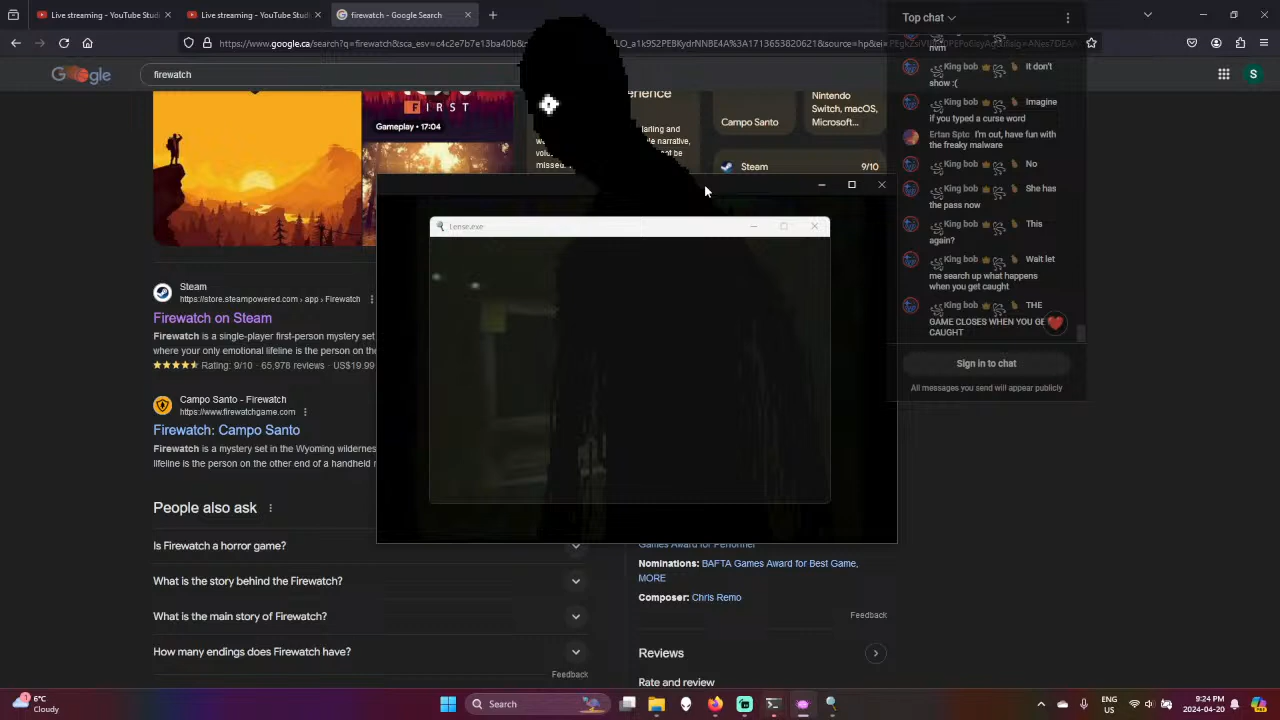 Live streaming - YouTube Studi
Live streaming - YouTube Studi
firewatch - Google Search
Google
firewatch
FIRST
Gameplay • 17:04
Campo Santo
Nintendo
Switch, macOS,
Microsoft...
Steam
9/10
Steam
https://store.steampowered.com › app › Firewatch
Firewatch on Steam
Firewatch is a single-player first-person mystery set
where your only emotional lifeline is the person on the
Rating: 9/10 · 65,978 reviews · US$19.99
Campo Santo - Firewatch
https://www.firewatchgame.com
Firewatch: Campo Santo
Firewatch is a mystery set in the Wyoming wildernes
lifeline is the person on the other end of a handheld r
People also ask
Is Firewatch a horror game?
What is the story behind the Firewatch?
What is the main story of Firewatch?
How many endings does Firewatch have?
Feedback
Lense.exe
Games Award for Performer
Nominations: BAFTA Games Award for Best Game,
MORE
Composer: Chris Remo
Feedback
Reviews
Rate and review
Top chat
King bob It don't
show :(
King bob Imagine
if you typed a curse word
Ertan Sptc I'm out, have fun with
the freaky malware
King bob No
King bob She has
the pass now
King bob This
again?
King bob Wait let
me search up what happens
when you get caught
King bob THE
GAME CLOSES WHEN YOU GE
CAUGHT
Sign in to chat
All messages you send will appear publicly
S
1
6°C
Cloudy
Search
ENG
US
9:24 PM
2024-04-20